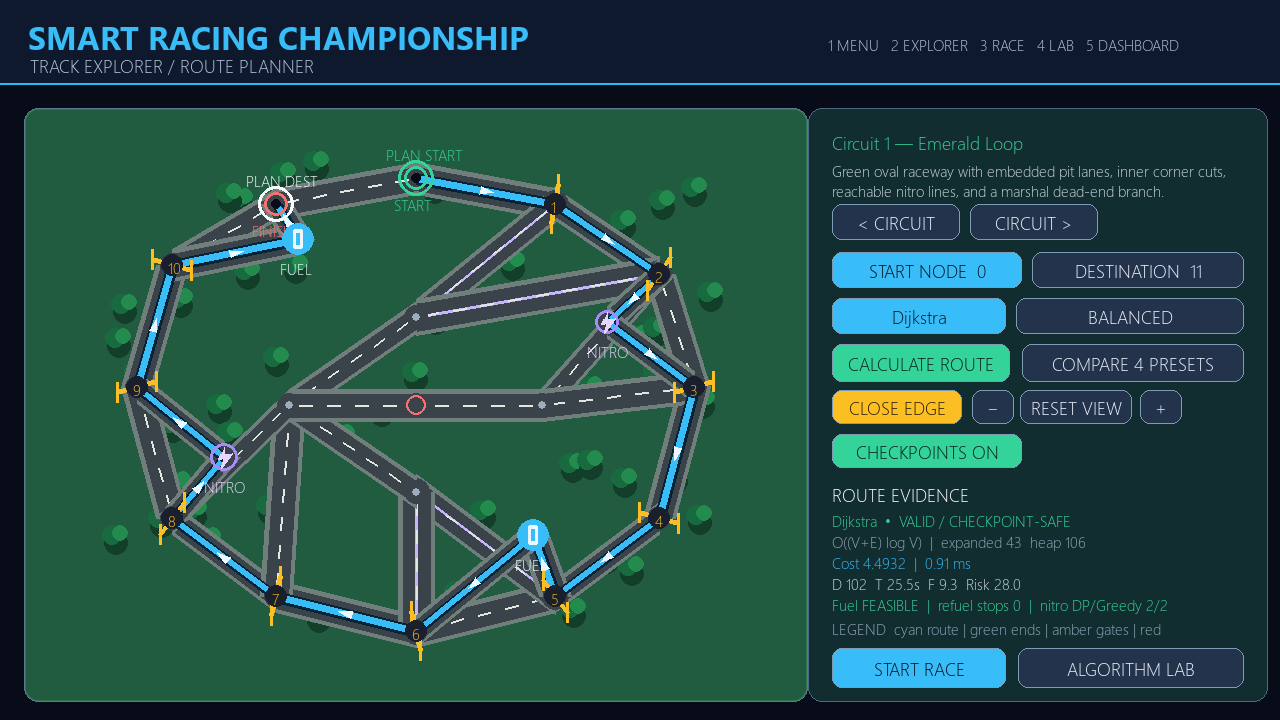 SMART RACING CHAMPIONSHIP
TRACK EXPLORER / ROUTE PLANNER
1 MENU 2 EXPLORER 3 RACE 4 LAB 5 DASHBOARD
PLAN START
START
PLAN DEST
FUEL
1
2
NITRO
3
4
5
6
7
8
9
10
NITRO
Circuit 1 — Emerald Loop
Green oval raceway with embedded pit lanes, inner corner cuts,
reachable nitro lines, and a marshal dead-end branch.
< CIRCUIT
CIRCUIT >
START NODE 0
DESTINATION 11
Dijkstra
BALANCED
CALCULATE ROUTE
COMPARE 4 PRESETS
CLOSE EDGE
–
RESET VIEW
+
CHECKPOINTS ON
ROUTE EVIDENCE
Dijkstra • VALID / CHECKPOINT-SAFE
O((V+E) log V) | expanded 43 heap 106
Cost 4.4932 | 0.91 ms
D 102 T 25.5s F 9.3 Risk 28.0
Fuel FEASIBLE | refuel stops 0 | nitro DP/Greedy 2/2
LEGEND cyan route | green ends | amber gates | red
START RACE
ALGORITHM LAB